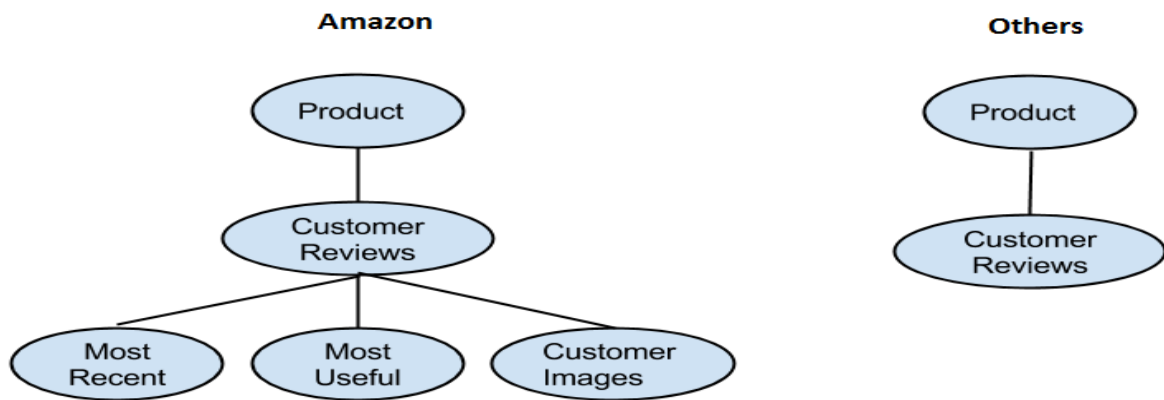 Amazon
Product
Customer
Reviews
Most
Recent
Most
Useful
Customer
Images
Others
Product
Customer
Reviews